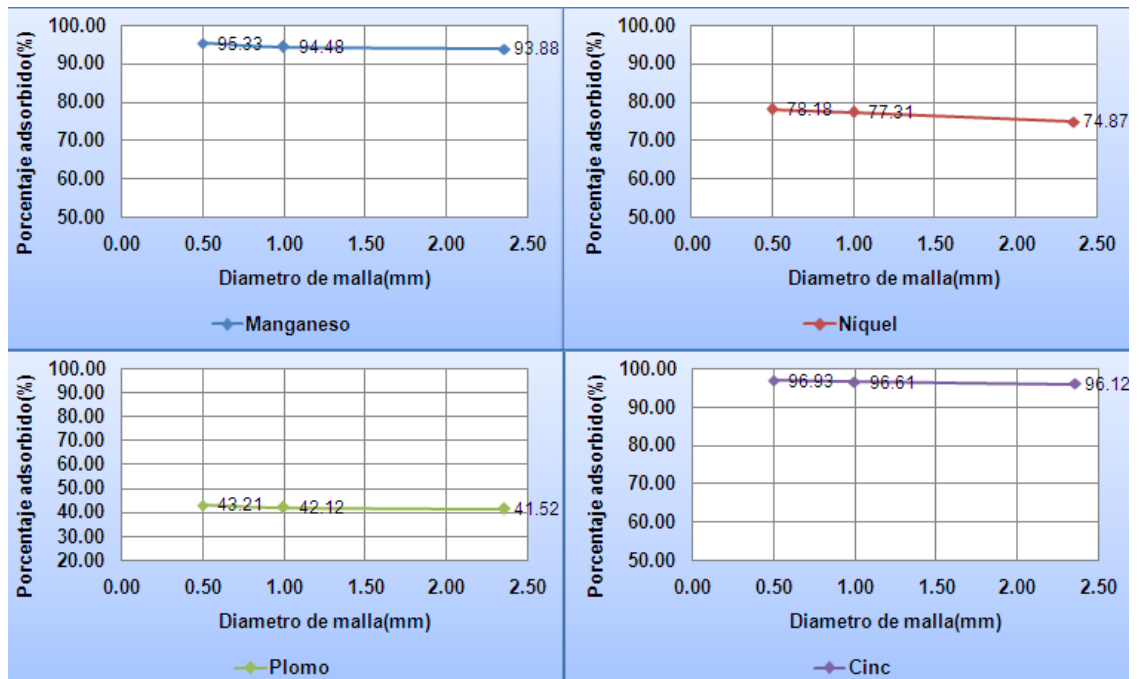 Porcentaje adsorbido(%)
100.00
90.00
80.00
70.00
60.00
50.00
95.33
94.48
93.88
0.00 0.50 1.00 1.50 2.00 2.50
Diametro de malla(mm)
Manganeso
Porcentaje adsorbido(%)
100.00
90.00
80.00
70.00
60.00
50.00
78.18
77.31
74.87
0.00 0.50 1.00 1.50 2.00 2.50
Diametro de malla(mm)
Níquel
Porcentaje adsorbido(%)
100.00
90.00
80.00
70.00
60.00
50.00
40.00
30.00
20.00
43.21
42.12
41.52
0.00 0.50 1.00 1.50 2.00 2.50
Diametro de malla(mm)
Plomo
Porcentaje adsorbido(%)
100.00
90.00
80.00
70.00
60.00
50.00
96.93
96.61
96.12
0.00 0.50 1.00 1.50 2.00 2.50
Diametro de malla(mm)
Cinc